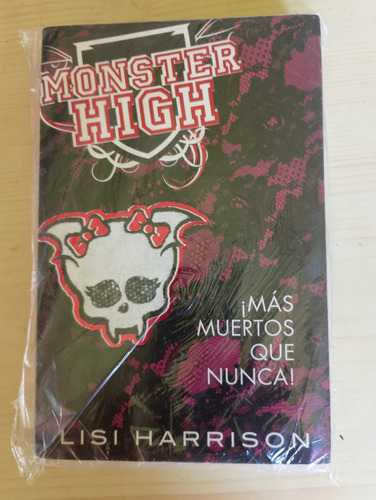 MONSTER
HIGH
¡MÁS
MUERTOS
QUE
NUNCA!
LISI HARRISON